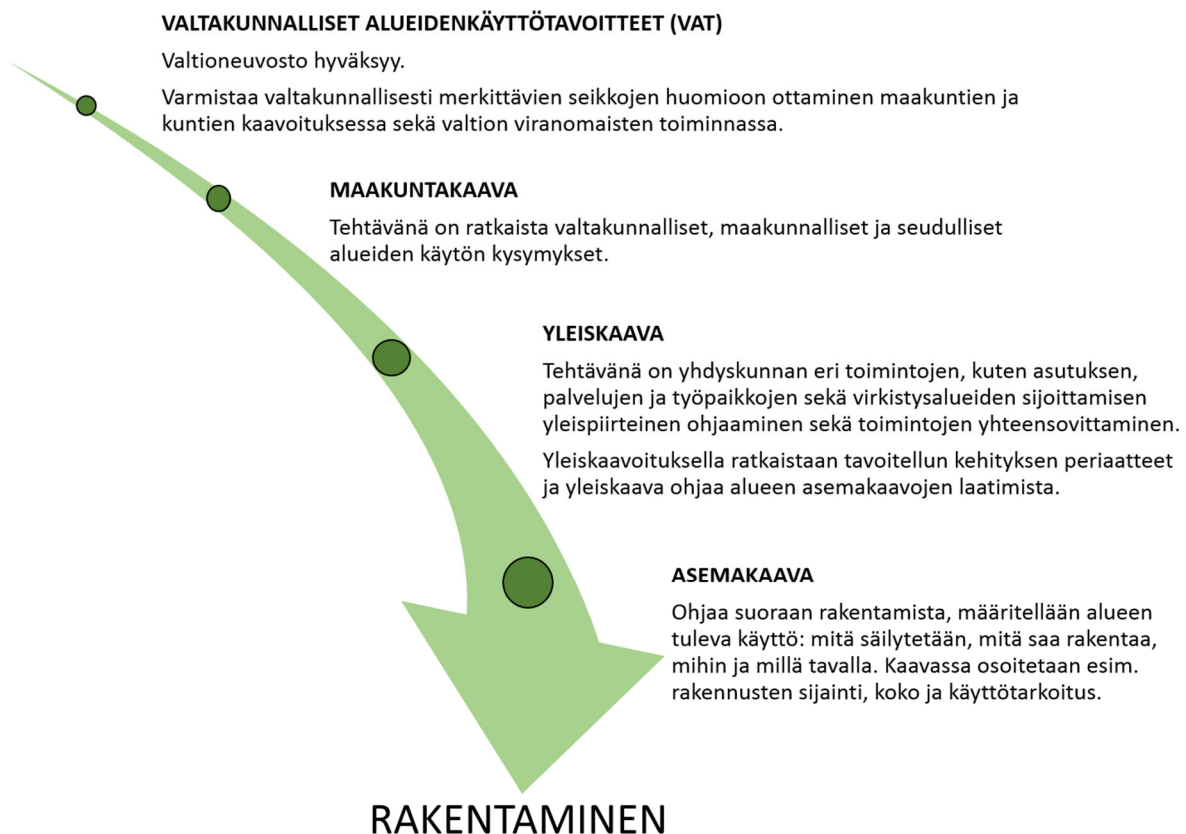 VALTAKUNNALLISET ALUEIDENKÄYTTÖTAVOITTEET (VAT)
Valtioneuvosto hyväksyy.
Varmistaa valtakunnallisesti merkittävien seikkojen huomioon ottaminen maakuntien ja
kuntien kaavoituksessa sekä valtion viranomaisten toiminnassa.
MAAKUNTAKAAVA
Tehtävänä on ratkaista valtakunnalliset, maakunnalliset ja seudulliset
alueiden käytön kysymykset.
YLEISKAAVA
Tehtävänä on yhdyskunnan eri toimintojen, kuten asutuksen,
palvelujen ja työpaikkojen sekä virkistysalueiden sijoittamisen
yleispiirteinen ohjaaminen sekä toimintojen yhteensovittaminen.
Yleiskaavoituksella ratkaistaan tavoitellun kehityksen periaatteet
ja yleiskaava ohjaa alueen asemakaavojen laatimista.
ASEMAKAAVA
Ohjaa suoraan rakentamista, määritellään alueen
tuleva käyttö: mitä säilytetään, mitä saa rakentaa,
mihin ja millä tavalla. Kaavassa osoitetaan esim.
rakennusten sijainti, koko ja käyttötarkoitus.
RAKENTAMINEN